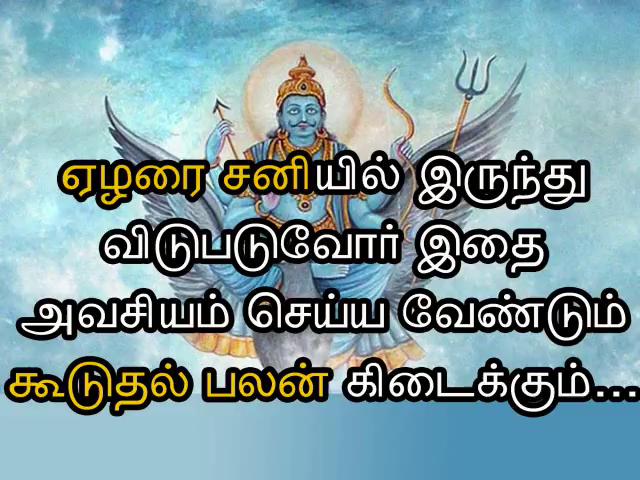 ஏழரை சனியில் இருந்து
விடுபடுவோர் இதை
அவசியம் செய்ய வேண்டும்
கூடுதல் பலன் கிடைக்கும்...